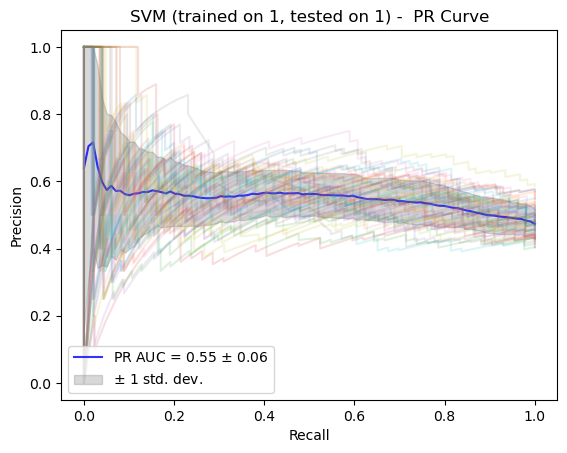 SVM (trained on 1, tested on 1) -  PR Curve
1.0
0.8
0.6
0.4
0.2
0.0
Precision
PR AUC = 0.55 ± 0.06
± 1 std. dev.
0.0 0.2 0.4 0.6 0.8 1.0
Recall